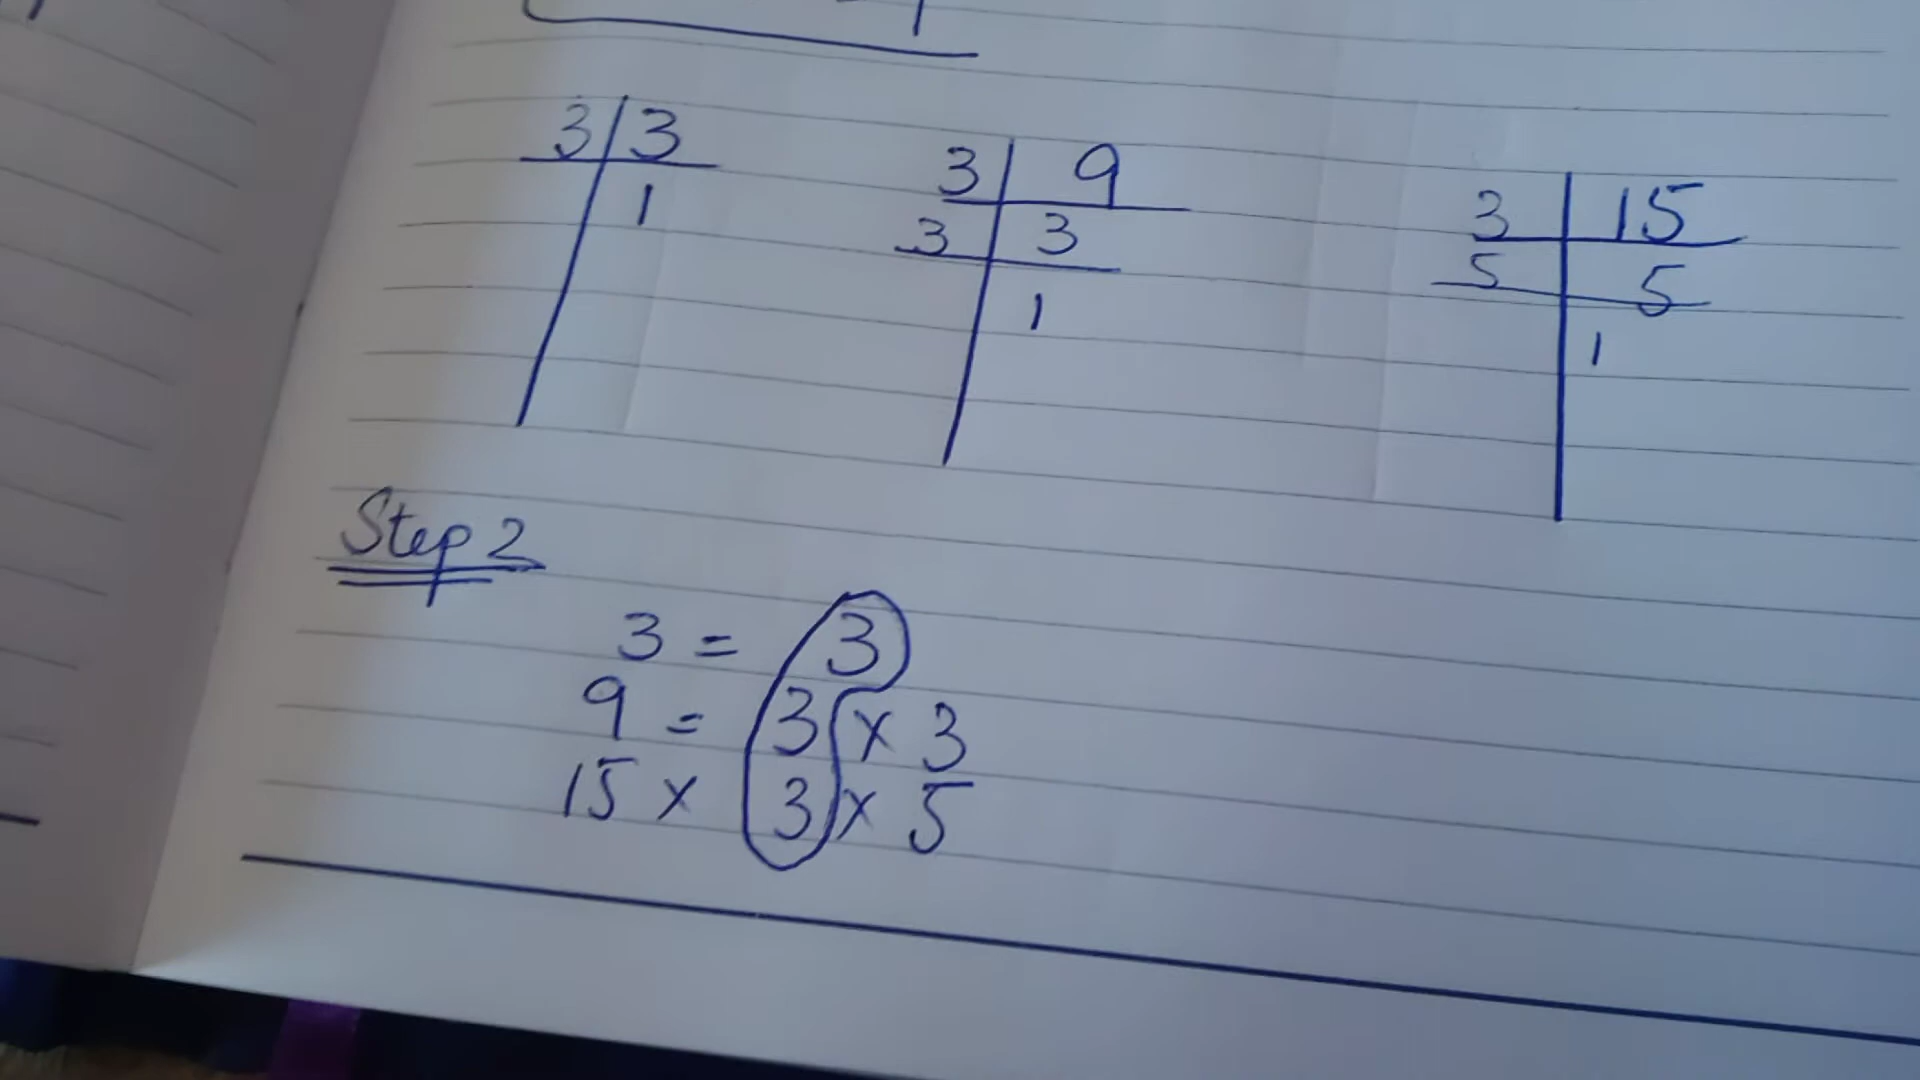 3 3 3 9 3 15
1 3 3 5 5
1 1
Step 2
3 = 3
9 = 3 x 3
15 x 3 x 5